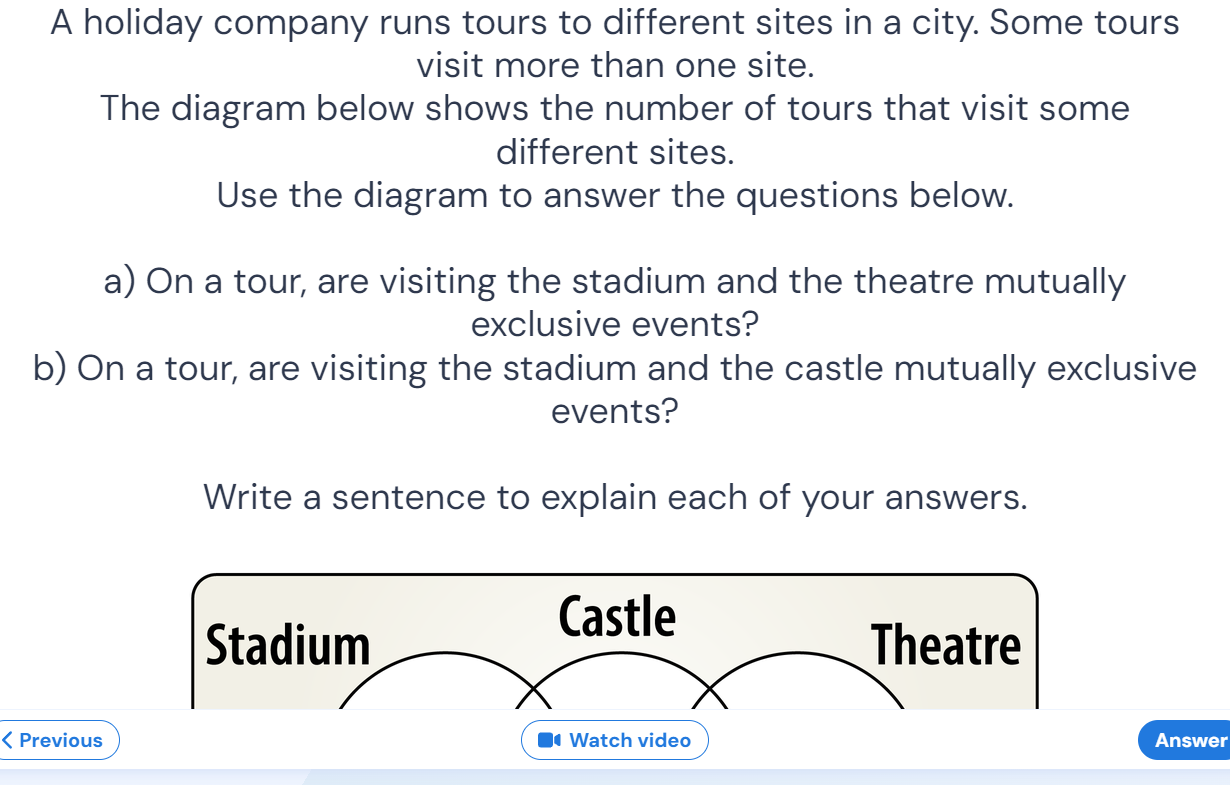 A holiday company runs tours to different sites in a city. Some tours
visit more than one site.
The diagram below shows the number of tours that visit some
different sites.
Use the diagram to answer the questions below.
a) On a tour, are visiting the stadium and the theatre mutually
exclusive events?
b) On a tour, are visiting the stadium and the castle mutually exclusive
events?
Write a sentence to explain each of your answers.
Castle
Stadium
Theatre
Previous
Watch video
Answer